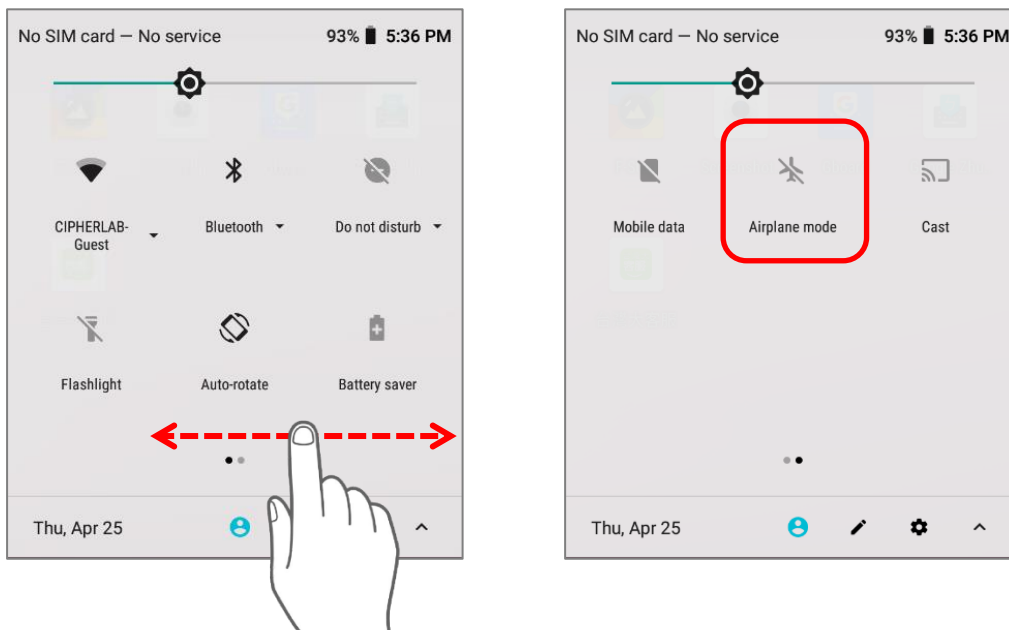 No SIM card — No service 93% 5:36 PM
CIPHERLAB-
Guest
Bluetooth
Do not disturb
Flashlight
Auto-rotate
Battery saver
Thu, Apr 25
No SIM card — No service 93% 5:36 PM
Mobile data
Airplane mode
Cast
Thu, Apr 25